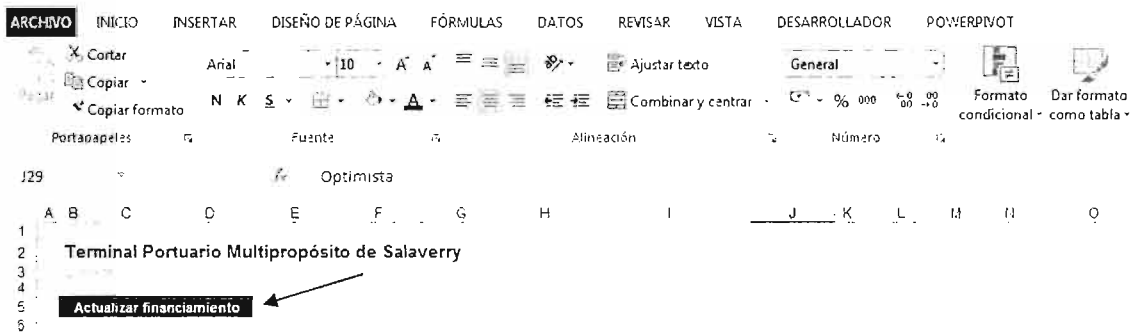 ARCHIVO INICIO INSERTAR DISEÑO DE PÁGINA FÓRMULAS DATOS REVISAR VISTA DESARROLLADOR POWERPIVOT
Cortar
Copiar
Copiar formato
Portapapeles
Arial 10 A A
N K S A
Fuente
Ajustar texto
Combinar y centrar
Alineación
General
% 000
Número
Formato condicional
Dar formato como tabla
J29 fx Optimista
A B C D E F G H I J K L M N O
1
2 Terminal Portuario Multipropósito de Salaverry
3
4
5 Actualizar financiamiento
6